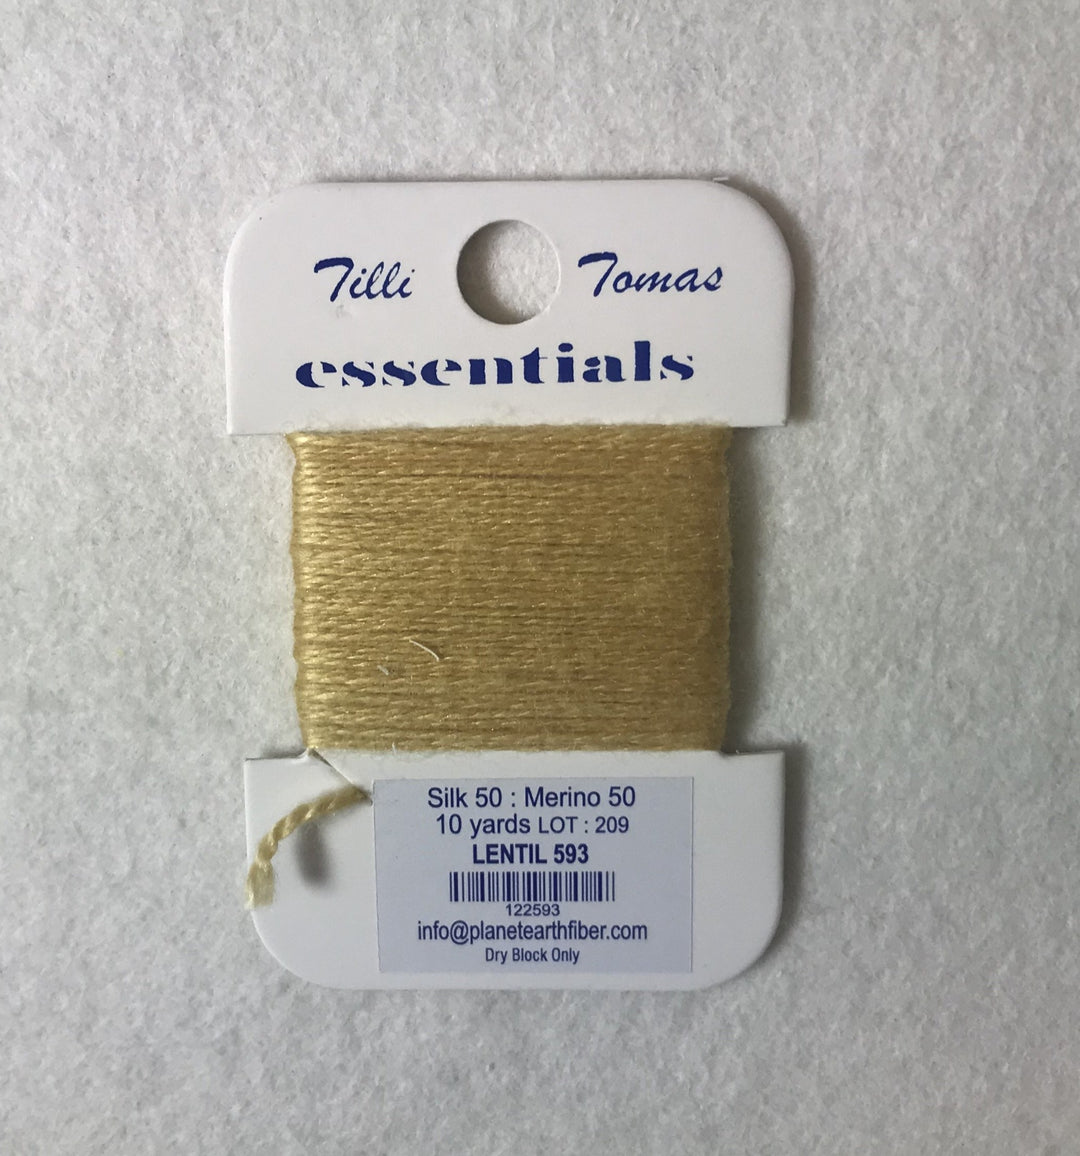 Tilli Tomas
essentials
Silk 50 : Merino 50
10 yards LOT : 209
LENTIL 593
122593
info@planetearthfiber.com
Dry Block Only